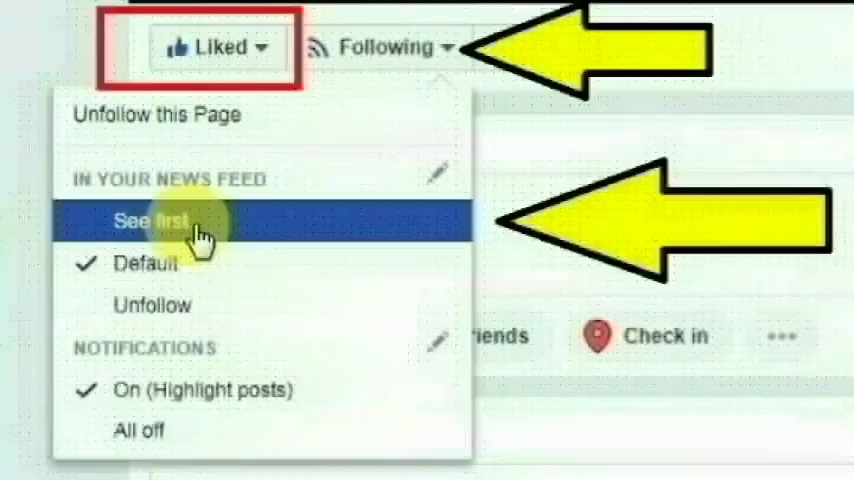 Liked Following
Unfollow this Page
IN YOUR NEWS FEED
See first
Default
Unfollow
NOTIFICATIONS
On (Highlight posts)
All off
riends Check in